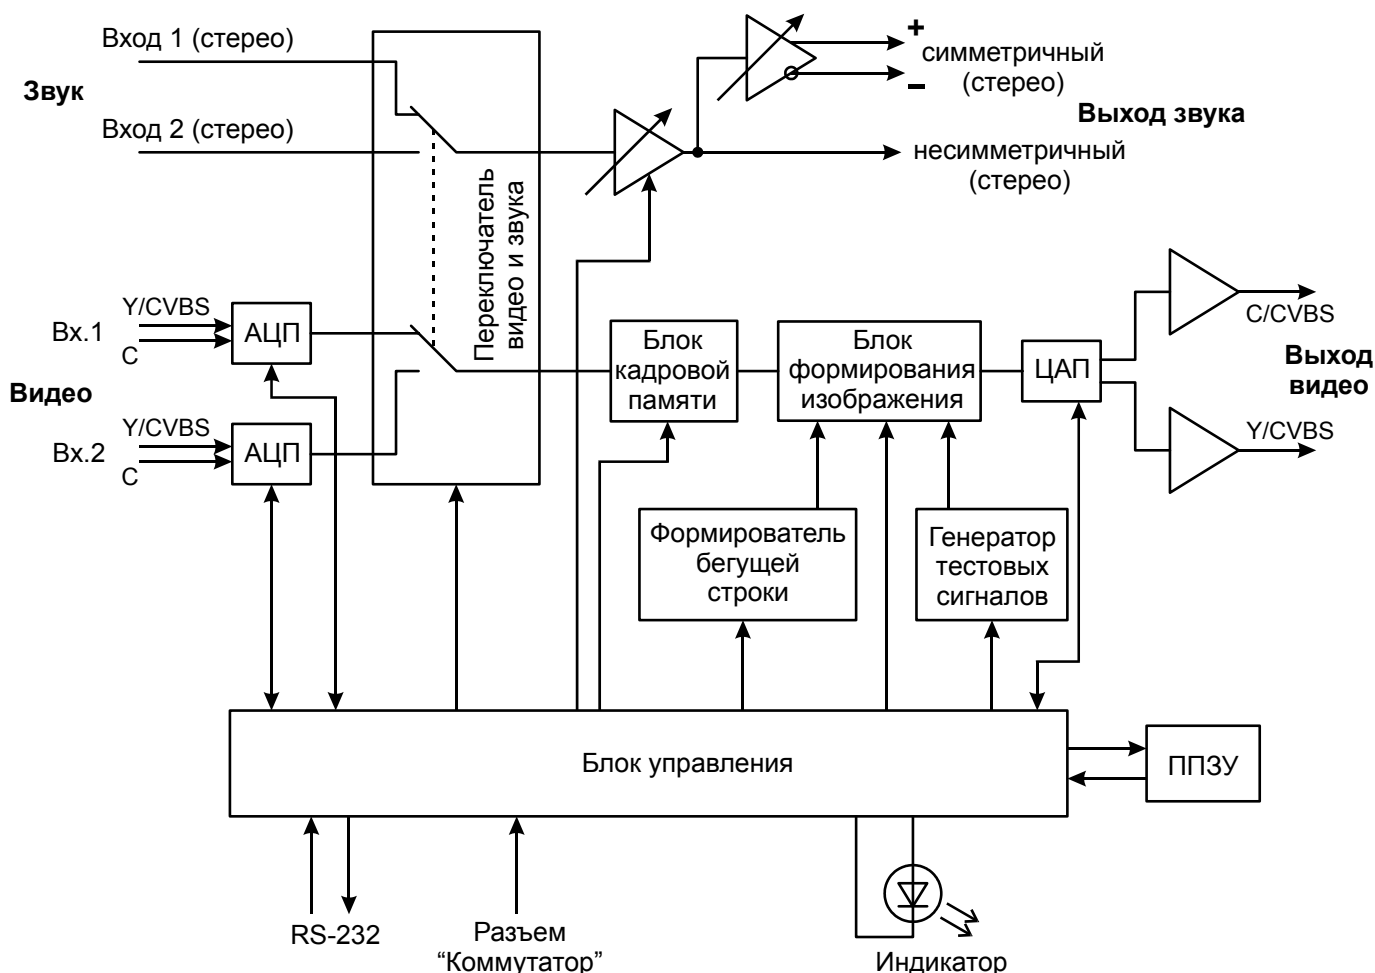 Вход 1 (стерео)
Звук
Вход 2 (стерео)
+
симметричный
(стерео)
–
Выход звука
несимметричный
(стерео)
Переключатель
видео и звука
Y/CVBS
Вх.1
C
АЦП
Видео
Y/CVBS
Вх.2
C
АЦП
Блок
кадровой
памяти
Блок
формирования
изображения
ЦАП
C/CVBS
Выход
видео
Y/CVBS
Формирователь
бегущей
строки
Генератор
тестовых
сигналов
Блок управления
ППЗУ
RS-232
Разъем
“Коммутатор”
Индикатор